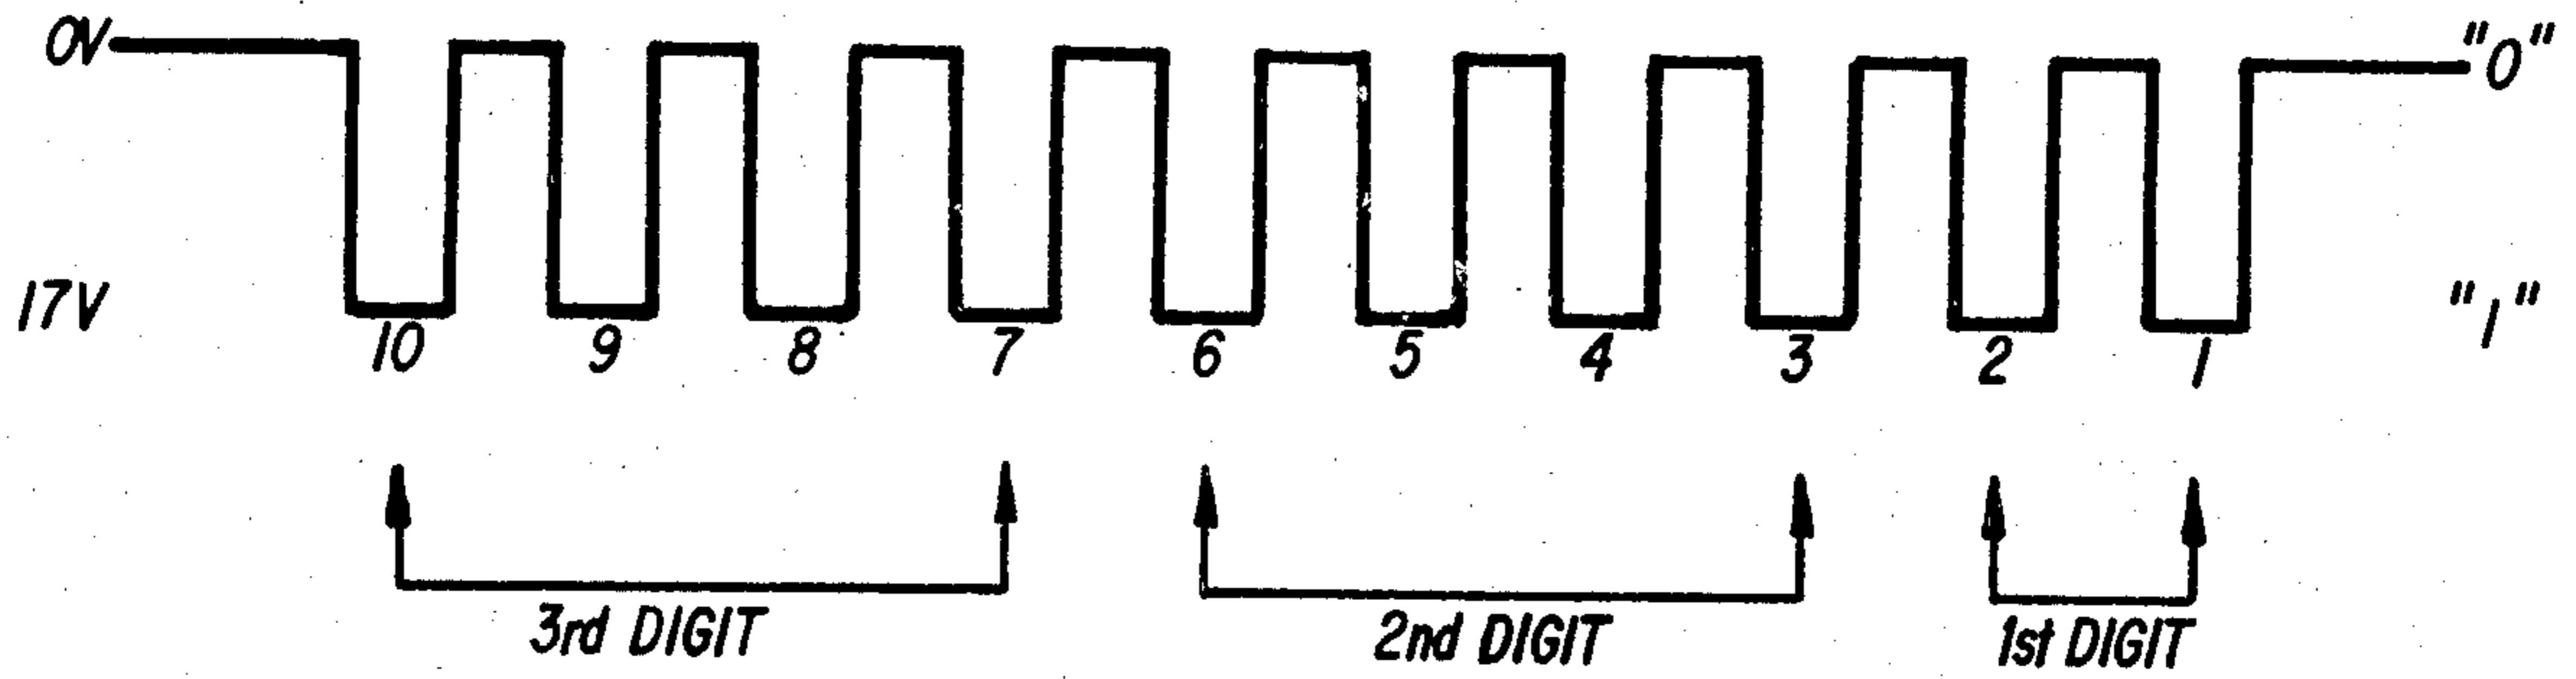 0V "0"
17V "1"
10 9 8 7 6 5 4 3 2 1
3rd DIGIT 2nd DIGIT 1st DIGIT